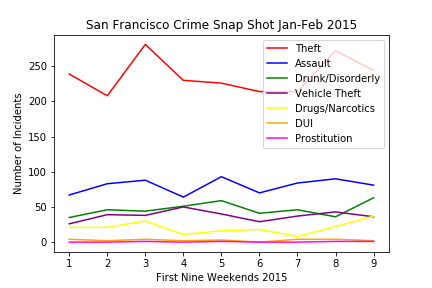 San Francisco Crime Snap Shot Jan-Feb 2015
Number of Incidents
250
200
150
100
50
0
Theft
Assault
Drunk/Disorderly
Vehicle Theft
Drugs/Narcotics
DUI
Prostitution
1 2 3 4 5 6 7 8 9
First Nine Weekends 2015